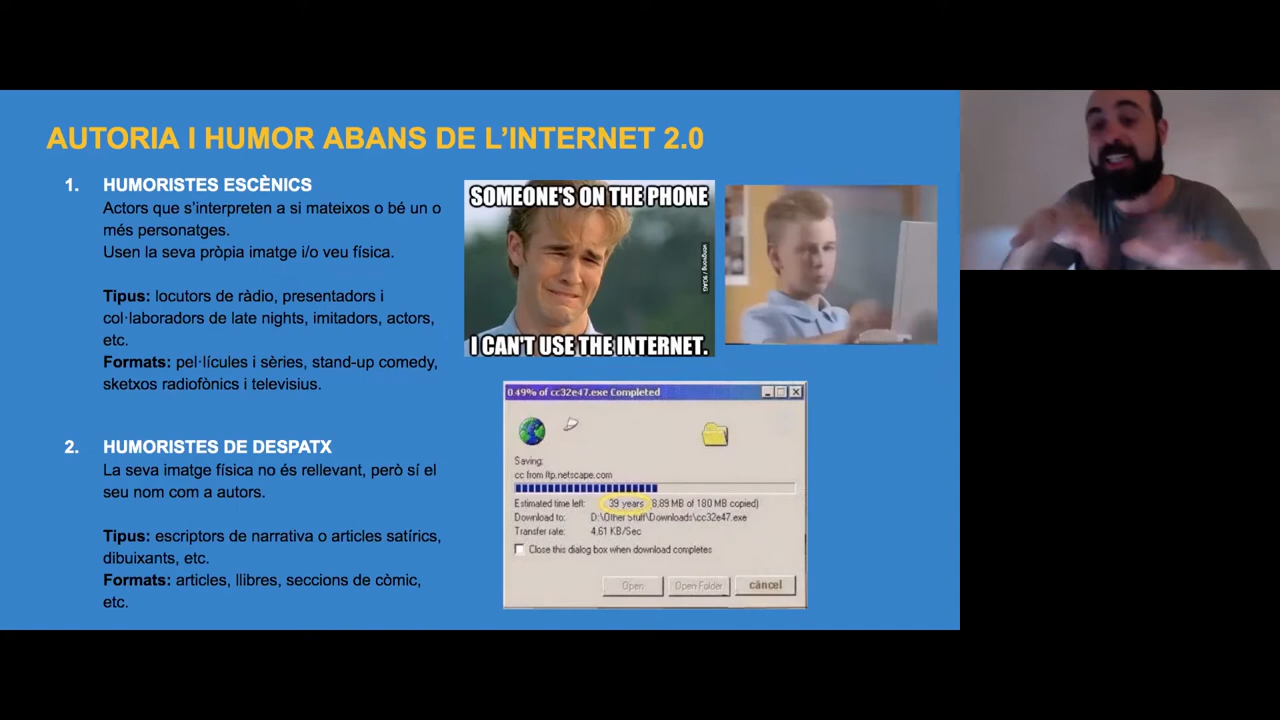 AUTORIA I HUMOR ABANS DE L'INTERNET 2.0
1. HUMORISTES ESCÈNICS
Actors que s'interpreten a si mateixos o bé un o
més personatges.
Usen la seva pròpia imatge i/o veu física.
Tipus: locutors de ràdio, presentadors i
col·laboradors de late nights, imitadors, actors,
etc.
Formats: pel·lícules i sèries, stand-up comedy,
sketxos radiofònics i televisius.
2. HUMORISTES DE DESPATX
La seva imatge física no és rellevant, però sí el
seu nom com a autors.
Tipus: escriptors de narrativa o articles satírics,
dibuixants, etc.
Formats: articles, llibres, seccions de còmic,
etc.
SOMEONE'S ON THE PHONE
I CAN'T USE THE INTERNET.
0.49% of cc32e47.exe Completed
Saving:
cc from ftp.netscape.com
Estimated time left: 39 years (8,89 MB of 180 MB copied)
Download to: D:\Other Stuff\Downloads\cc32e47.exe
Transfer rate: 4,61 KB/Sec
Close this dialog box when download completes
Open Open Folder cancel